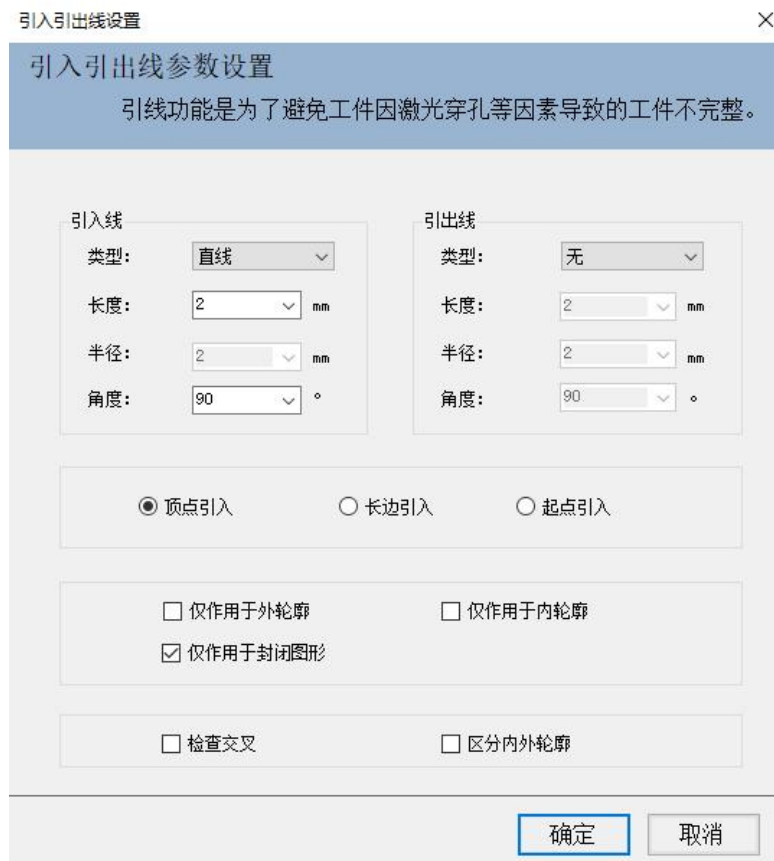 引入引出线设置
引入引出线参数设置
引线功能是为了避免工件因激光穿孔等因素导致的工件不完整。
引入线
类型: 直线
长度: 2 mm
半径: 2 mm
角度: 90 °
引出线
类型: 无
长度: 2 mm
半径: 2 mm
角度: 90 °
顶点引入 长边引入 起点引入
仅作用于外轮廓 仅作用于内轮廓
仅作用于封闭图形
检查交叉 区分内外轮廓
确定 取消